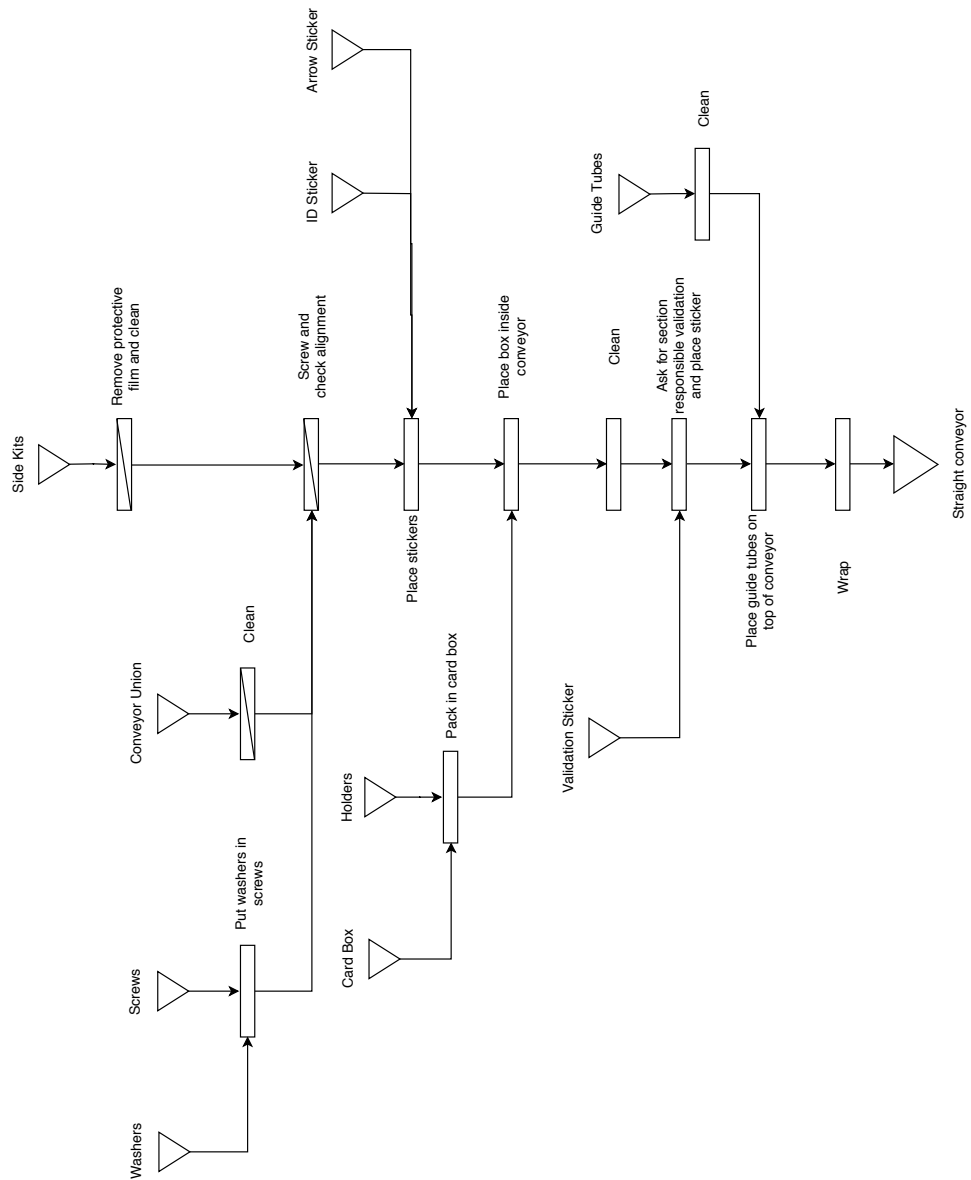 Side Kits
Remove protective
film and clean
Arrow Sticker
ID Sticker
Screw and
check alignment
Conveyor Union
Clean
Screws
Put washers in
screws
Washers
Place stickers
Place box inside
conveyor
Holders
Pack in card box
Card Box
Clean
Ask for section
responsible validation
and place sticker
Validation Sticker
Guide Tubes
Clean
Place guide tubes on
top of conveyor
Wrap
Straight conveyor